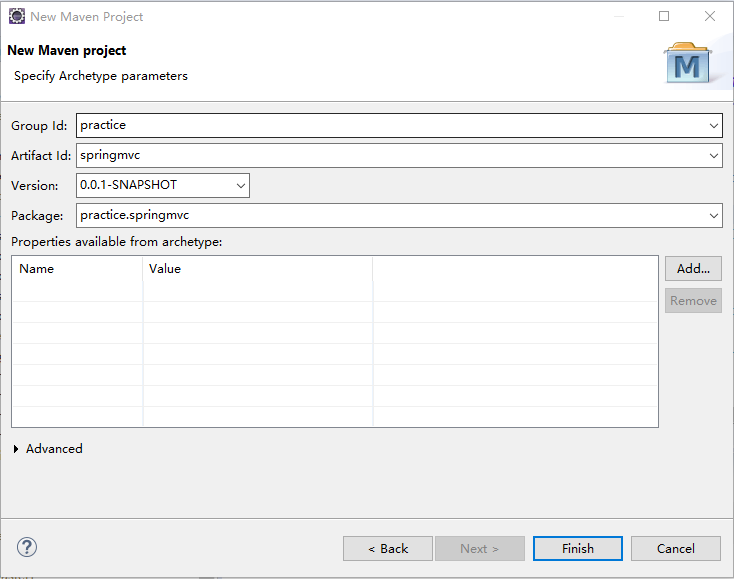 New Maven Project
New Maven project
Specify Archetype parameters
M
Group Id: practice
Artifact Id: springmvc
Version: 0.0.1-SNAPSHOT
Package: practice.springmvc
Properties available from archetype:
Name Value
Add...
Remove
Advanced
? < Back Next > Finish Cancel